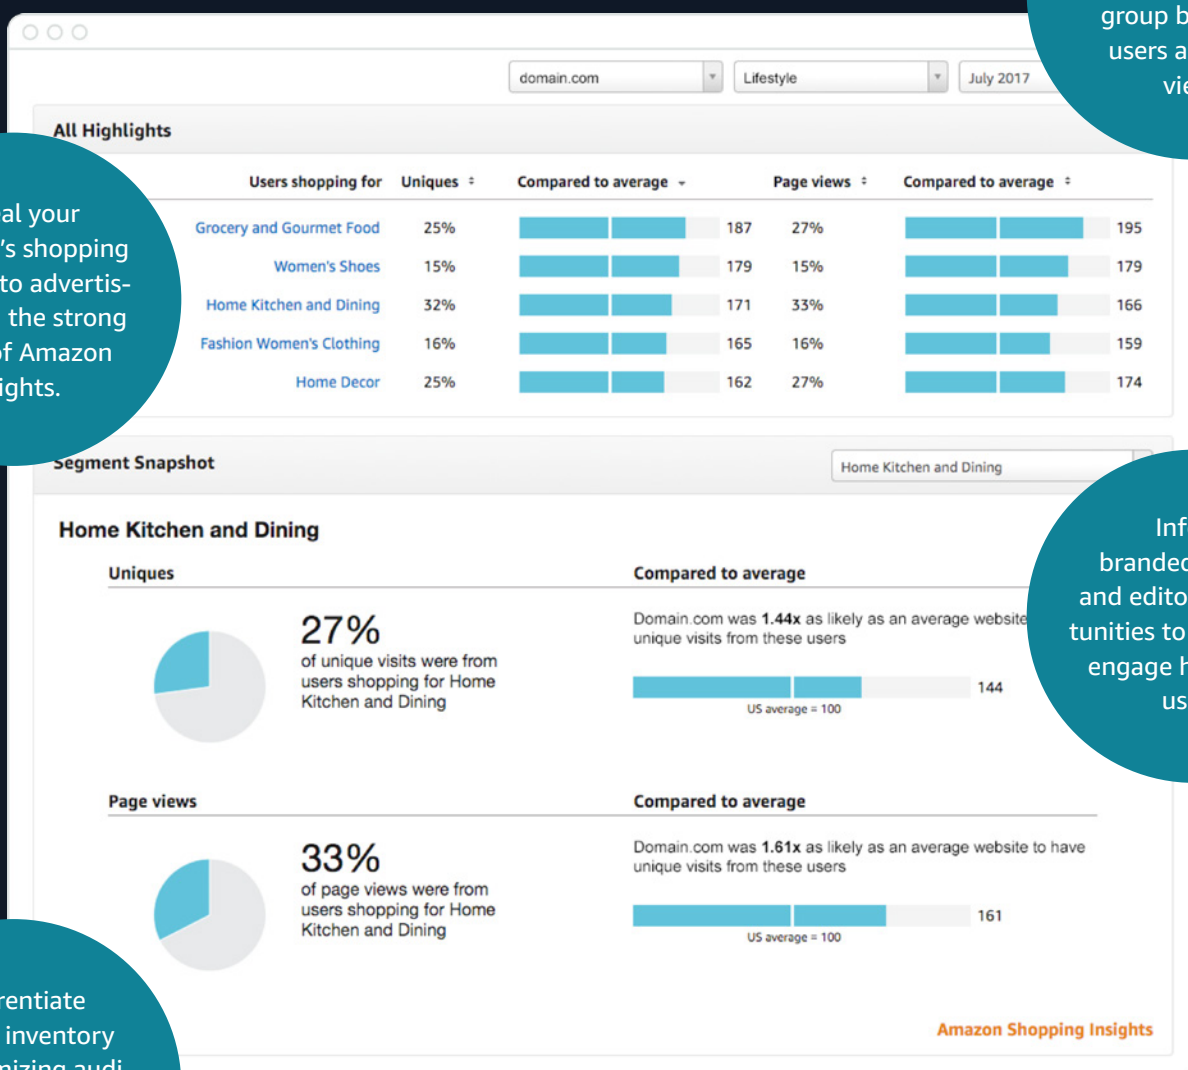 group b
users a
vie
domain.com Lifestyle July 2017
All Highlights
Users shopping for Uniques Compared to average Page views Compared to average
Grocery and Gourmet Food 25% 187 27% 195
Women's Shoes 15% 179 15% 179
Home Kitchen and Dining 32% 171 33% 166
Fashion Women's Clothing 16% 165 16% 159
Home Decor 25% 162 27% 174
al your
's shopping
to advertis-
the strong
of Amazon
ights.
Segment Snapshot
Home Kitchen and Dining
Home Kitchen and Dining
Uniques
27%
of unique visits were from
users shopping for Home
Kitchen and Dining
Compared to average
Domain.com was 1.44x as likely as an average website
unique visits from these users
144
US average = 100
Inf
branded
and edito
tunities to
engage h
us
Page views
33%
of page views were from
users shopping for Home
Kitchen and Dining
Compared to average
Domain.com was 1.61x as likely as an average website to have
unique visits from these users
161
US average = 100
rentiate
inventory
mizing audi
Amazon Shopping Insights